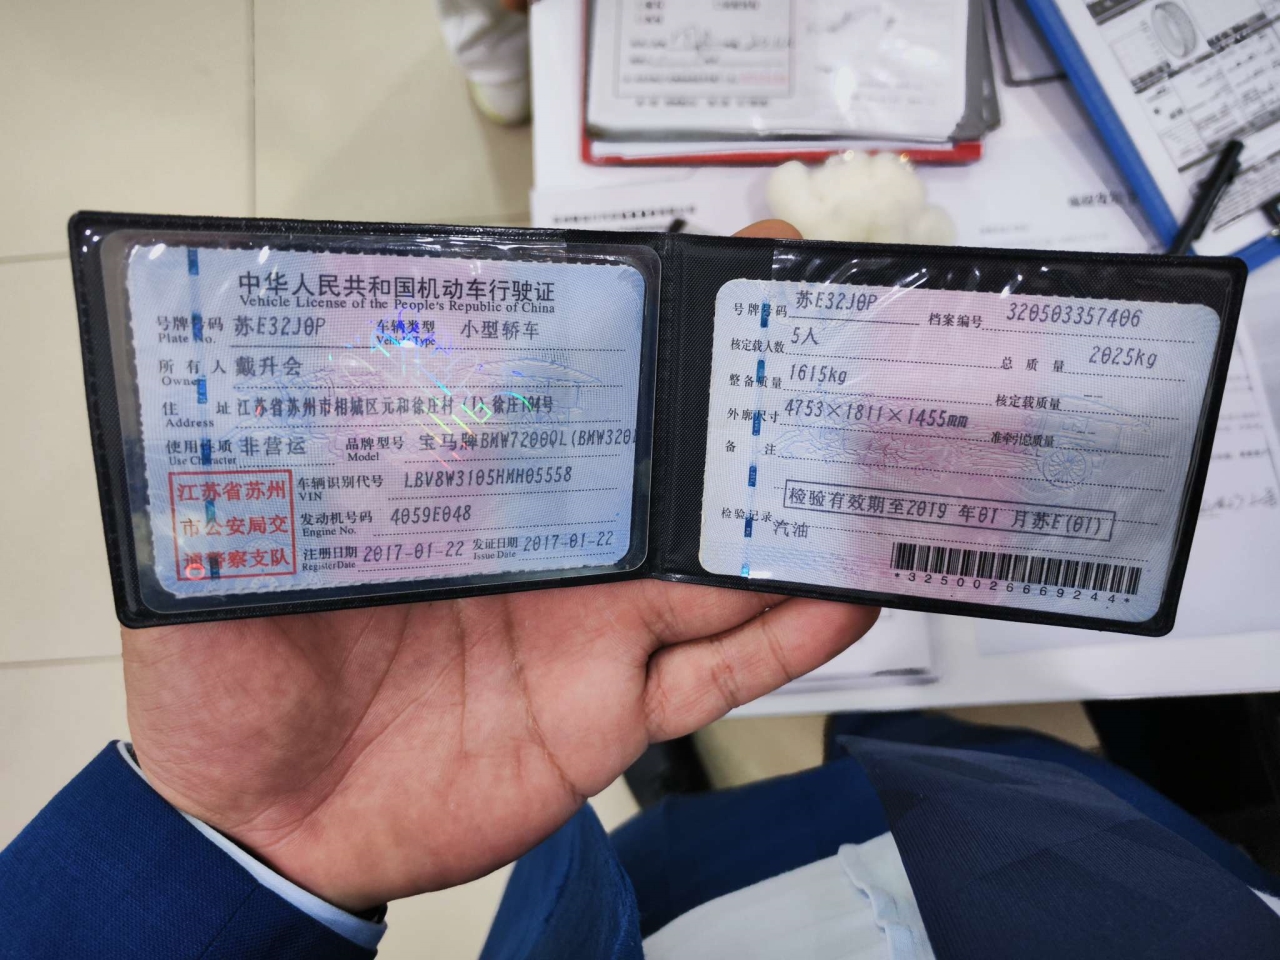 中华人民共和国机动车行驶证
Vehicle License of the People's Republic of China
号牌号码 苏E32J0P 车辆类型 小型轿车
Plate No. Vehicle Type
所有人 戴升会
Owner
住址 江苏省苏州市相城区元和徐庄村(1)徐庄104号
Address
使用性质 非营运 品牌型号 宝马牌BMW7200QL(BMW320
Use Character Model
江苏省苏州
市公安局交
通警察支队
车辆识别代号 LBV8W3105HMH05558
VIN
发动机号码 4059E048
Engine No.
注册日期 2017-01-22 发证日期 2017-01-22
Register Date Issue Date
号牌号码 苏E32J0P 档案编号 320503357406
核定载人数 5人 总质量 2025kg
整备质量 1615kg 核定载质量 --
外廓尺寸 4753×1811×1455mm 准牵引总质量 --
备注
检验有效期至2019 年01 月苏E(01)
检验记录 汽油
*3250026669244*